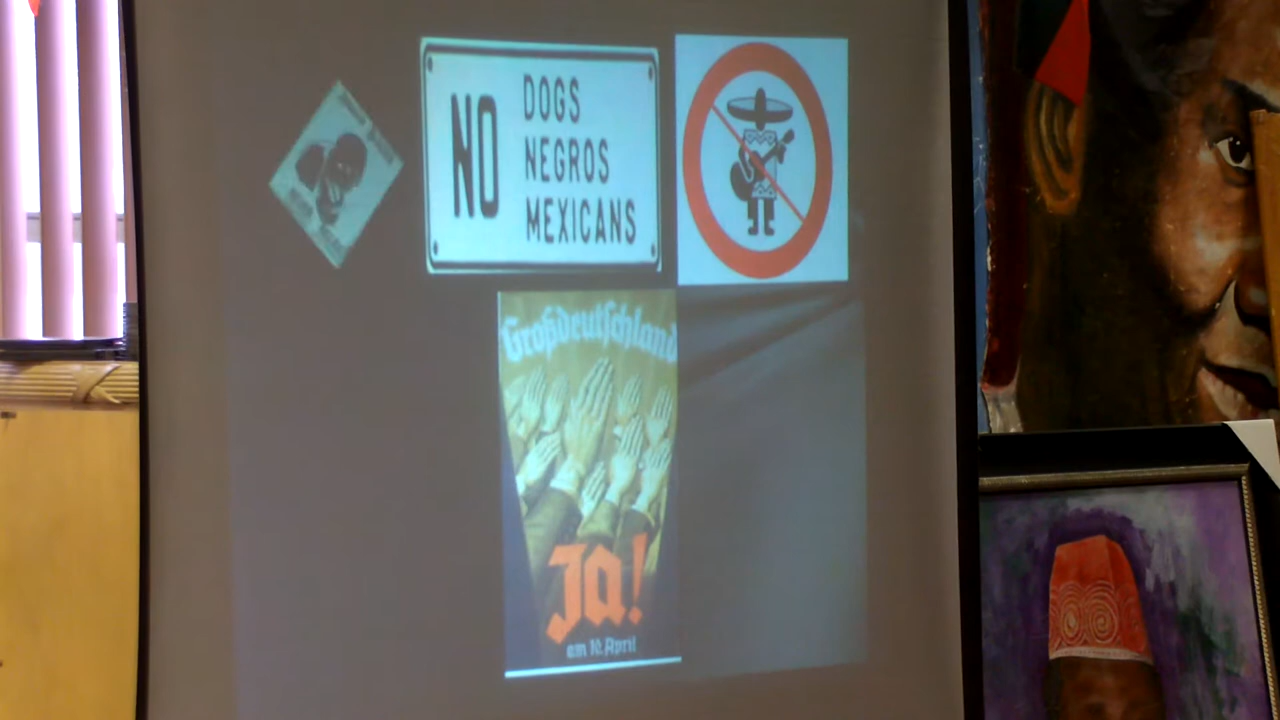 NO
DOGS
NEGROS
MEXICANS
Großdeutschland
Ja!
am 10. April